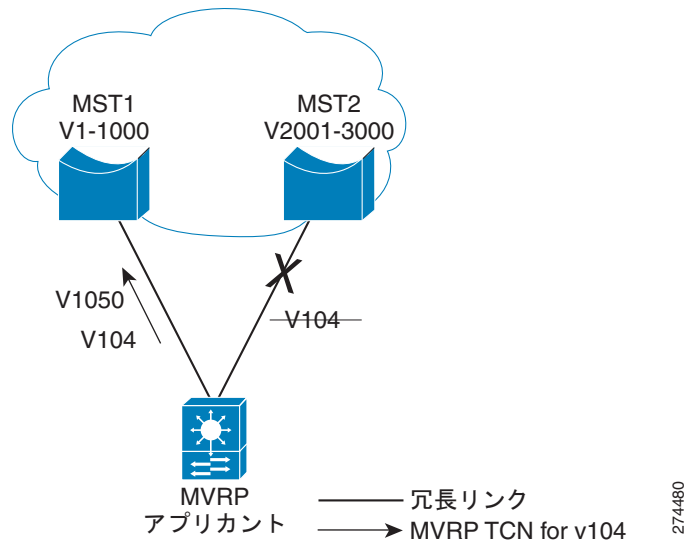 MST1
V1-1000
MST2
V2001-3000
V1050
V104
V104
MVRP
アプリカント
冗長リンク
MVRP TCN for v104
274480